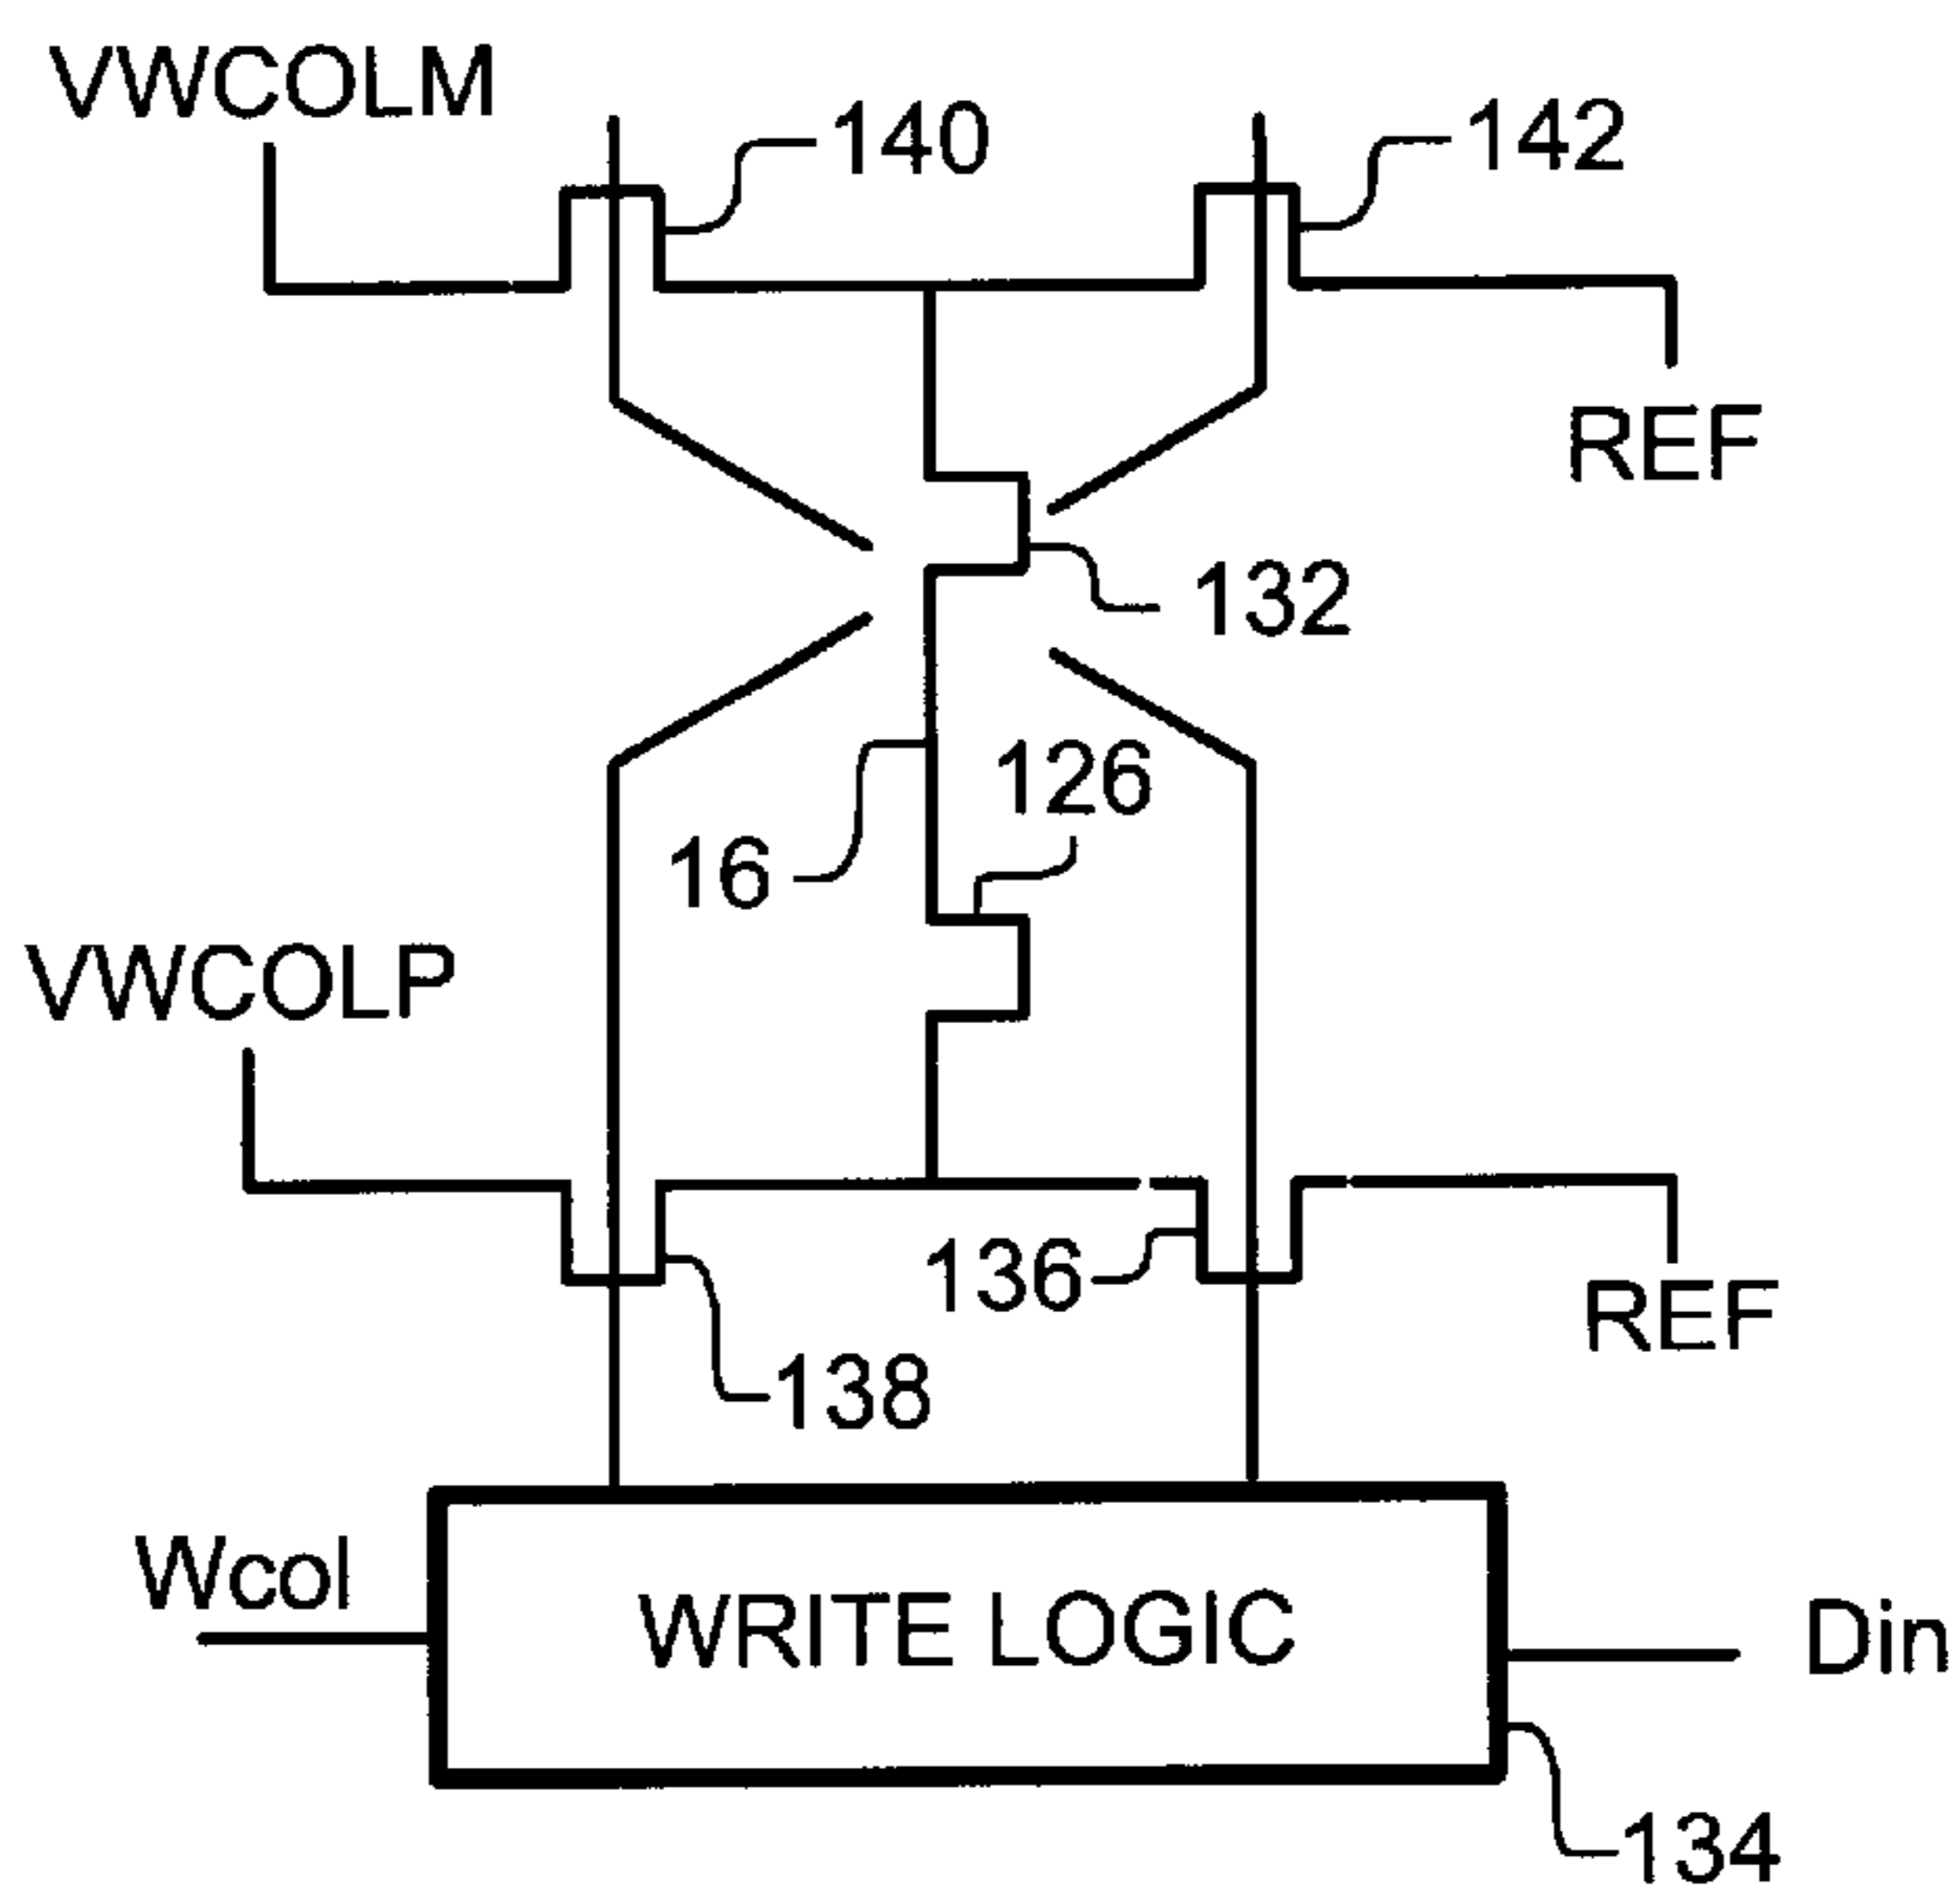 VWCOLM
140
142
REF
132
126
16
VWCOLP
136
REF
138
Wcol
WRITE LOGIC
Din
134